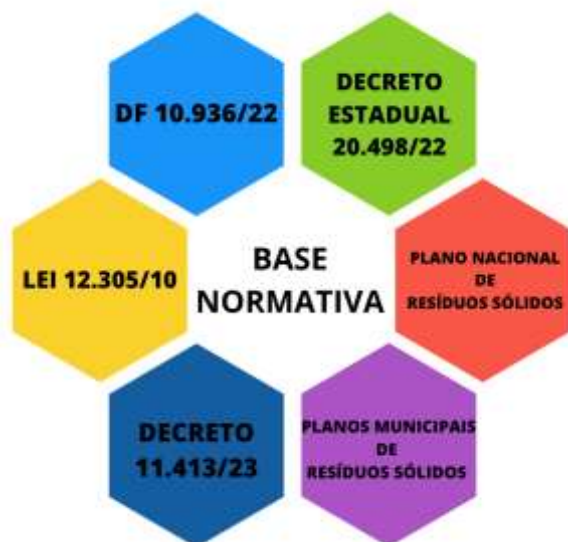 DF 10.936/22
DECRETO
ESTADUAL
20.498/22
LEI 12.305/10
BASE
NORMATIVA
PLANO NACIONAL
DE
RESÍDUOS SÓLIDOS
DECRETO
11.413/23
PLANOS MUNICIPAIS
DE
RESÍDUOS SÓLIDOS